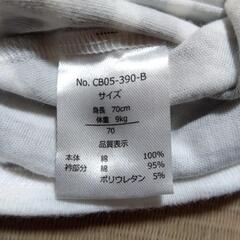 No. CB05-390-B
サイズ
身長 70cm
体重 9kg
70
品質表示
本体 綿 100%
衿部分 綿 95%
ポリウレタン 5%